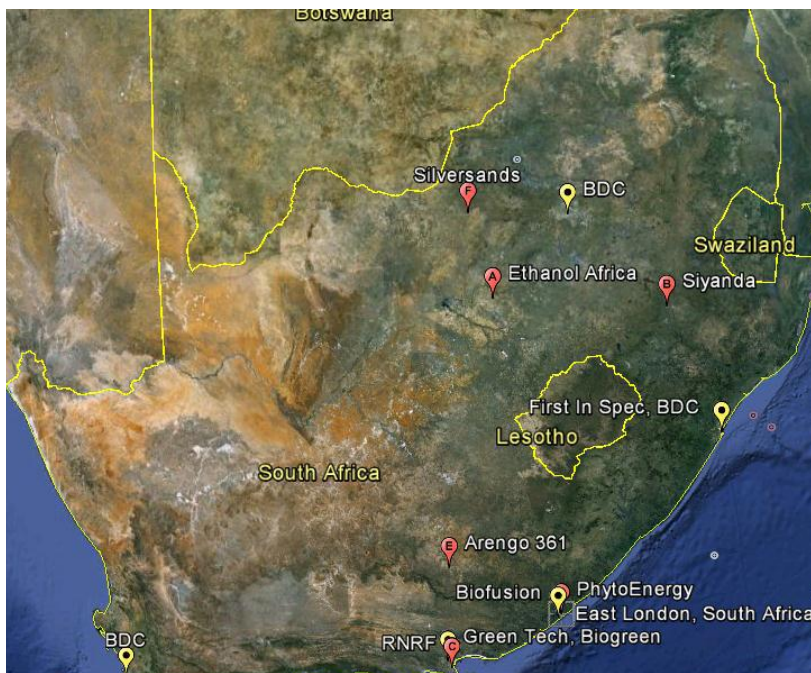 Botswana
Silversands
F
BDC
Swaziland
A
Ethanol Africa
B
Siyanda
First In Spec, BDC
Lesotho
South Africa
E
Arengo 361
Biofusion
PhytoEnergy
East London, South Africa
BDC
RNRF
C
Green Tech, Biogreen